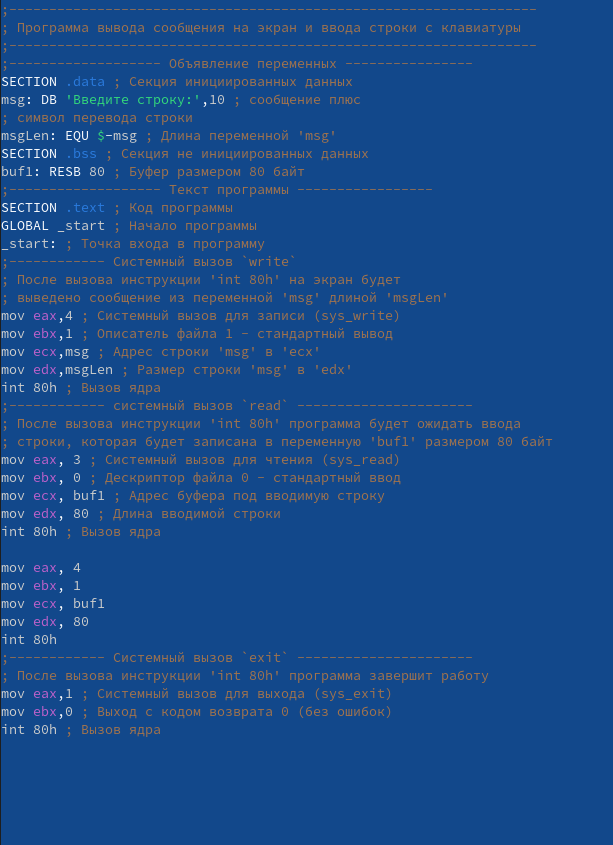 ;------------------------------------------------------------------
; Программа вывода сообщения на экран и ввода строки с клавиатуры
;------------------------------------------------------------------
;------------------- Объявление переменных ----------------
SECTION .data ; Секция инициированных данных
msg: DB 'Введите строку:',10 ; сообщение плюс
; символ перевода строки
msgLen: EQU $-msg ; Длина переменной 'msg'
SECTION .bss ; Секция не инициированных данных
buf1: RESB 80 ; Буфер размером 80 байт
;------------------- Текст программы -----------------
SECTION .text ; Код программы
GLOBAL _start ; Начало программы
_start: ; Точка входа в программу
;------------ Cистемный вызов `write`
; После вызова инструкции 'int 80h' на экран будет
; выведено сообщение из переменной 'msg' длиной 'msgLen'
mov eax,4 ; Системный вызов для записи (sys_write)
mov ebx,1 ; Описатель файла 1 - стандартный вывод
mov ecx,msg ; Адрес строки 'msg' в 'ecx'
mov edx,msgLen ; Размер строки 'msg' в 'edx'
int 80h ; Вызов ядра
;------------ системный вызов `read` ----------------------
; После вызова инструкции 'int 80h' программа будет ожидать ввода
; строки, которая будет записана в переменную 'buf1' размером 80 байт
mov eax, 3 ; Системный вызов для чтения (sys_read)
mov ebx, 0 ; Дескриптор файла 0 - стандартный ввод
mov ecx, buf1 ; Адрес буфера под вводимую строку
mov edx, 80 ; Длина вводимой строки
int 80h ; Вызов ядра
mov eax, 4
mov ebx, 1
mov ecx, buf1
mov edx, 80
int 80h
;------------ Системный вызов `exit` ----------------------
; После вызова инструкции 'int 80h' программа завершит работу
mov eax,1 ; Системный вызов для выхода (sys_exit)
mov ebx,0 ; Выход с кодом возврата 0 (без ошибок)
int 80h ; Вызов ядра